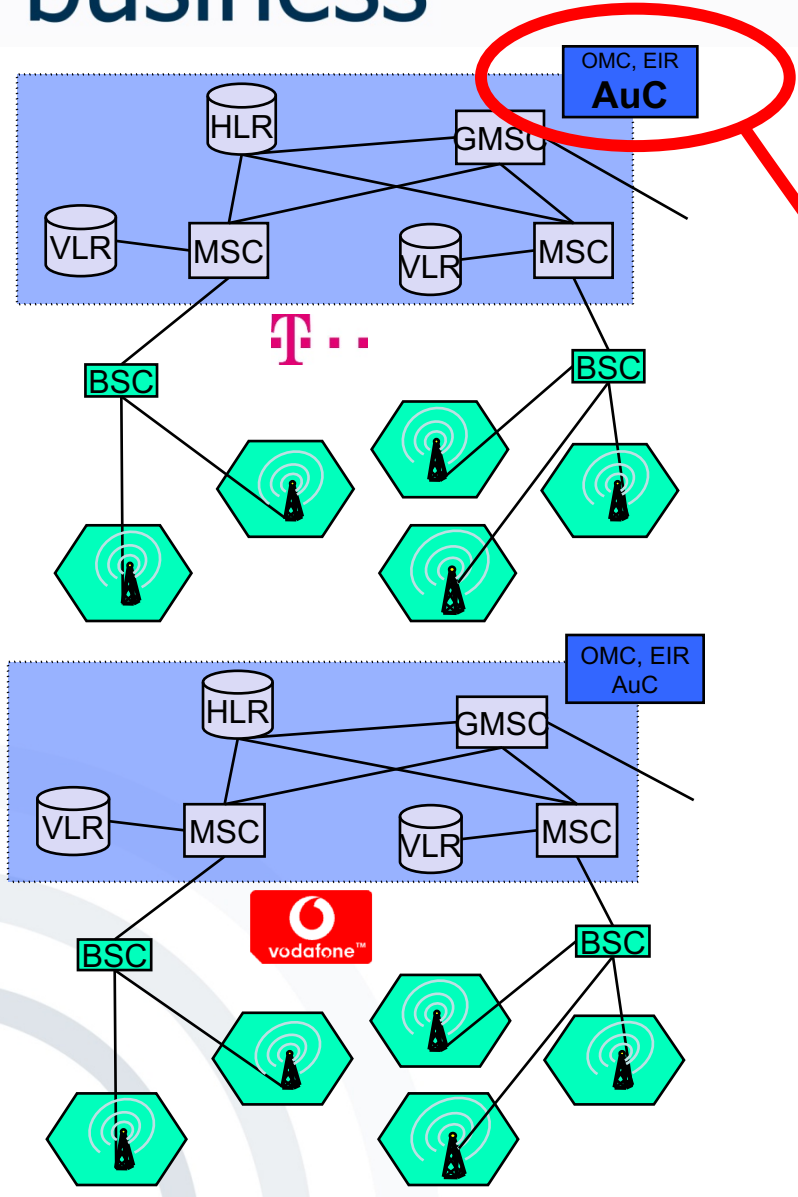 business
OMC, EIR
AuC
HLR
GMSC
VLR
MSC
VLR
MSC
T
BSC
BSC
OMC, EIR
AuC
HLR
GMSC
VLR
MSC
VLR
MSC
vodafone™
BSC
BSC